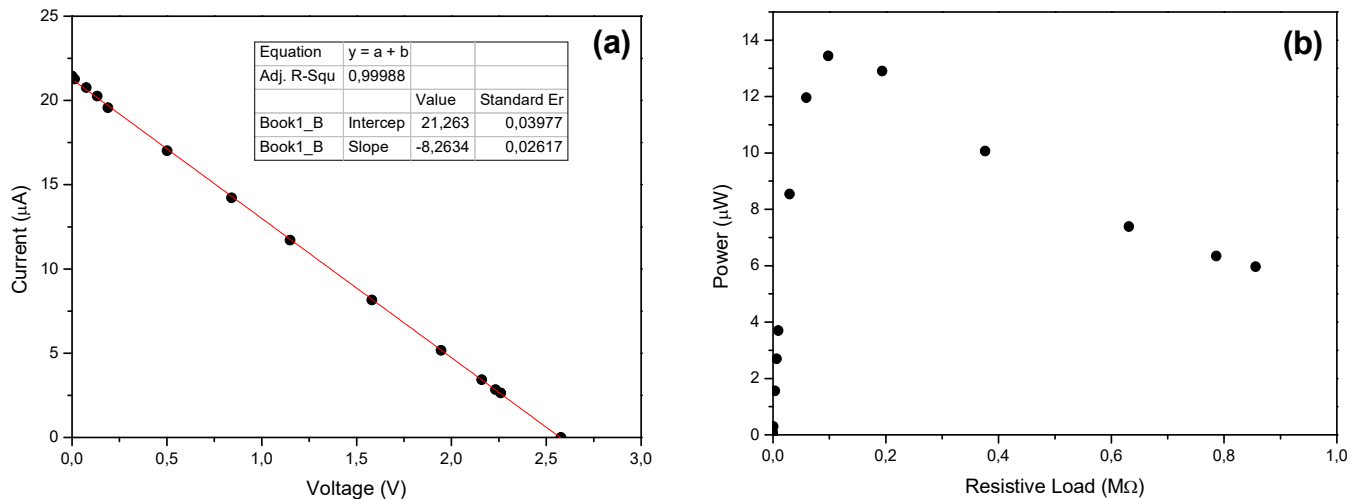 (a)
Equation y = a + b
Adj. R-Squ 0,99988
Value Standard Er
Book1_B Intercep 21,263 0,03977
Book1_B Slope -8,2634 0,02617
25
20
15
10
5
0
Current (μA)
0,0 0,5 1,0 1,5 2,0 2,5 3,0
Voltage (V)
(b)
14
12
10
8
6
4
2
0
Power (μW)
0,0 0,2 0,4 0,6 0,8 1,0
Resistive Load (MΩ)